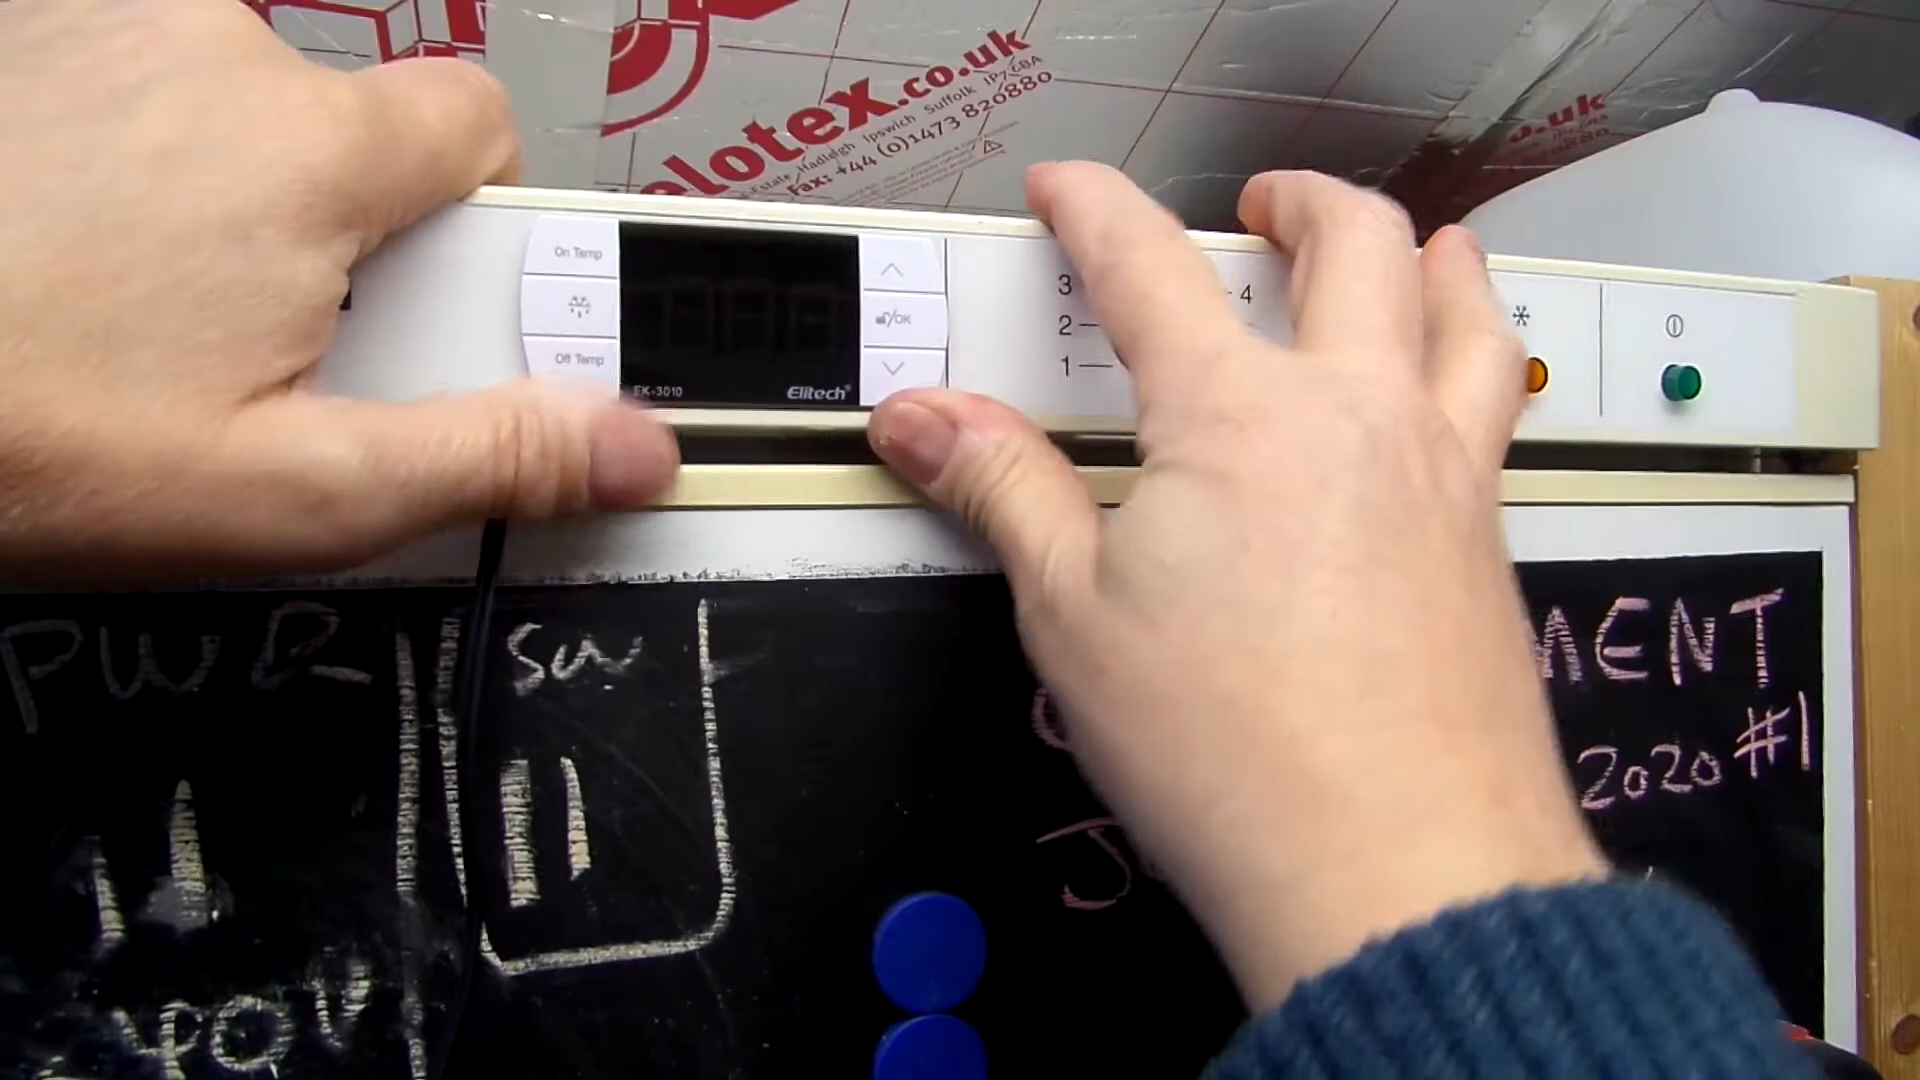 elotex.co.uk
Estate, Hadleigh Ipswich Suffolk IP7 6BA
Fax: +44 (0)1473 820880
.uk
On Temp
Off Temp
/OK
EK-3010
Elitech®
3
2
1
4
PWR
SW
MENT
2020 #1